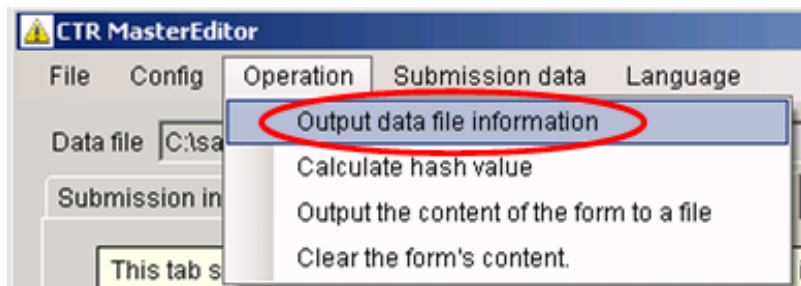 CTR MasterEditor
File Config Operation Submission data Language
Output data file information
Data file C:\sa
Calculate hash value
Submission in
Output the content of the form to a file
This tab s
Clear the form's content.